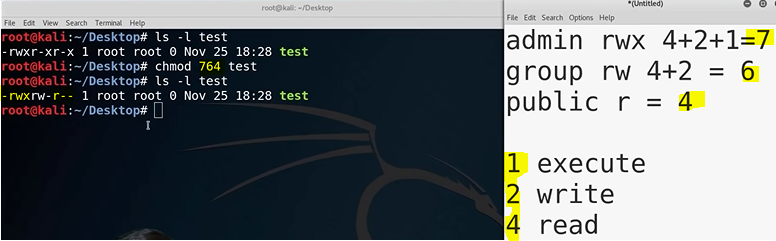 root@kali: ~/Desktop
File Edit View Search Terminal Help
root@kali:~/Desktop# ls -l test
-rwxr-xr-x 1 root root 0 Nov 25 18:28 test
root@kali:~/Desktop# chmod 764 test
root@kali:~/Desktop# ls -l test
-rwxrw-r-- 1 root root 0 Nov 25 18:28 test
root@kali:~/Desktop#
*(Untitled)
File Edit Search Options Help
admin rwx 4+2+1=7
group rw 4+2 = 6
public r = 4
1 execute
2 write
4 read